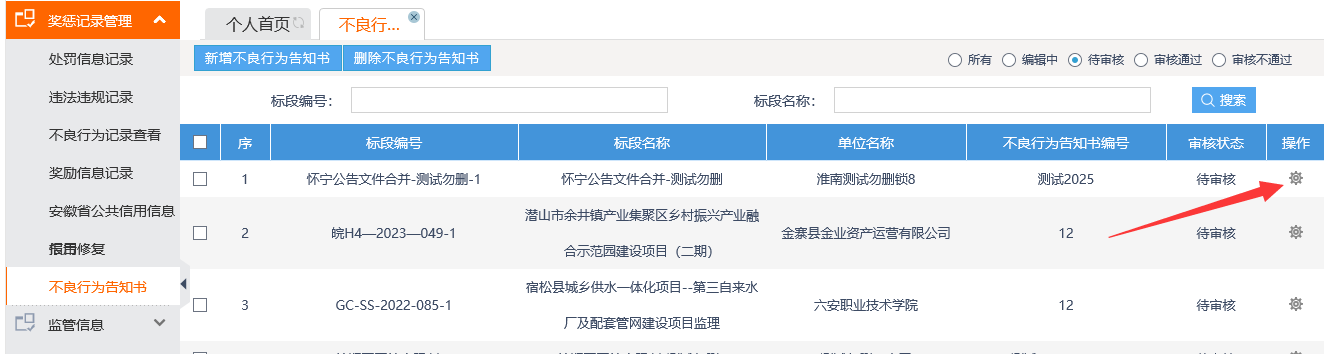 奖惩记录管理
个人首页
不良行...
处罚信息记录
新增不良行为告知书
删除不良行为告知书
所有
编辑中
待审核
审核通过
审核不通过
违法违规记录
标段编号：
标段名称：
搜索
不良行为记录查看
序 标段编号 标段名称 单位名称 不良行为告知书编号 审核状态 操作
奖励信息记录
1 怀宁公告文件合并-测试勿删-1 怀宁公告文件合并-测试勿删 淮南测试勿删锁8 测试2025 待审核
安徽省公共信用信息
信用修复
2 皖H4—2023—049-1 潜山市余井镇产业集聚区乡村振兴产业融
合示范园建设项目（二期） 金寨县金业资产运营有限公司 12 待审核
不良行为告知书
3 GC-SS-2022-085-1 宿松县城乡供水一体化项目--第三自来水
厂及配套管网建设项目监理 六安职业技术学院 12 待审核
监管信息